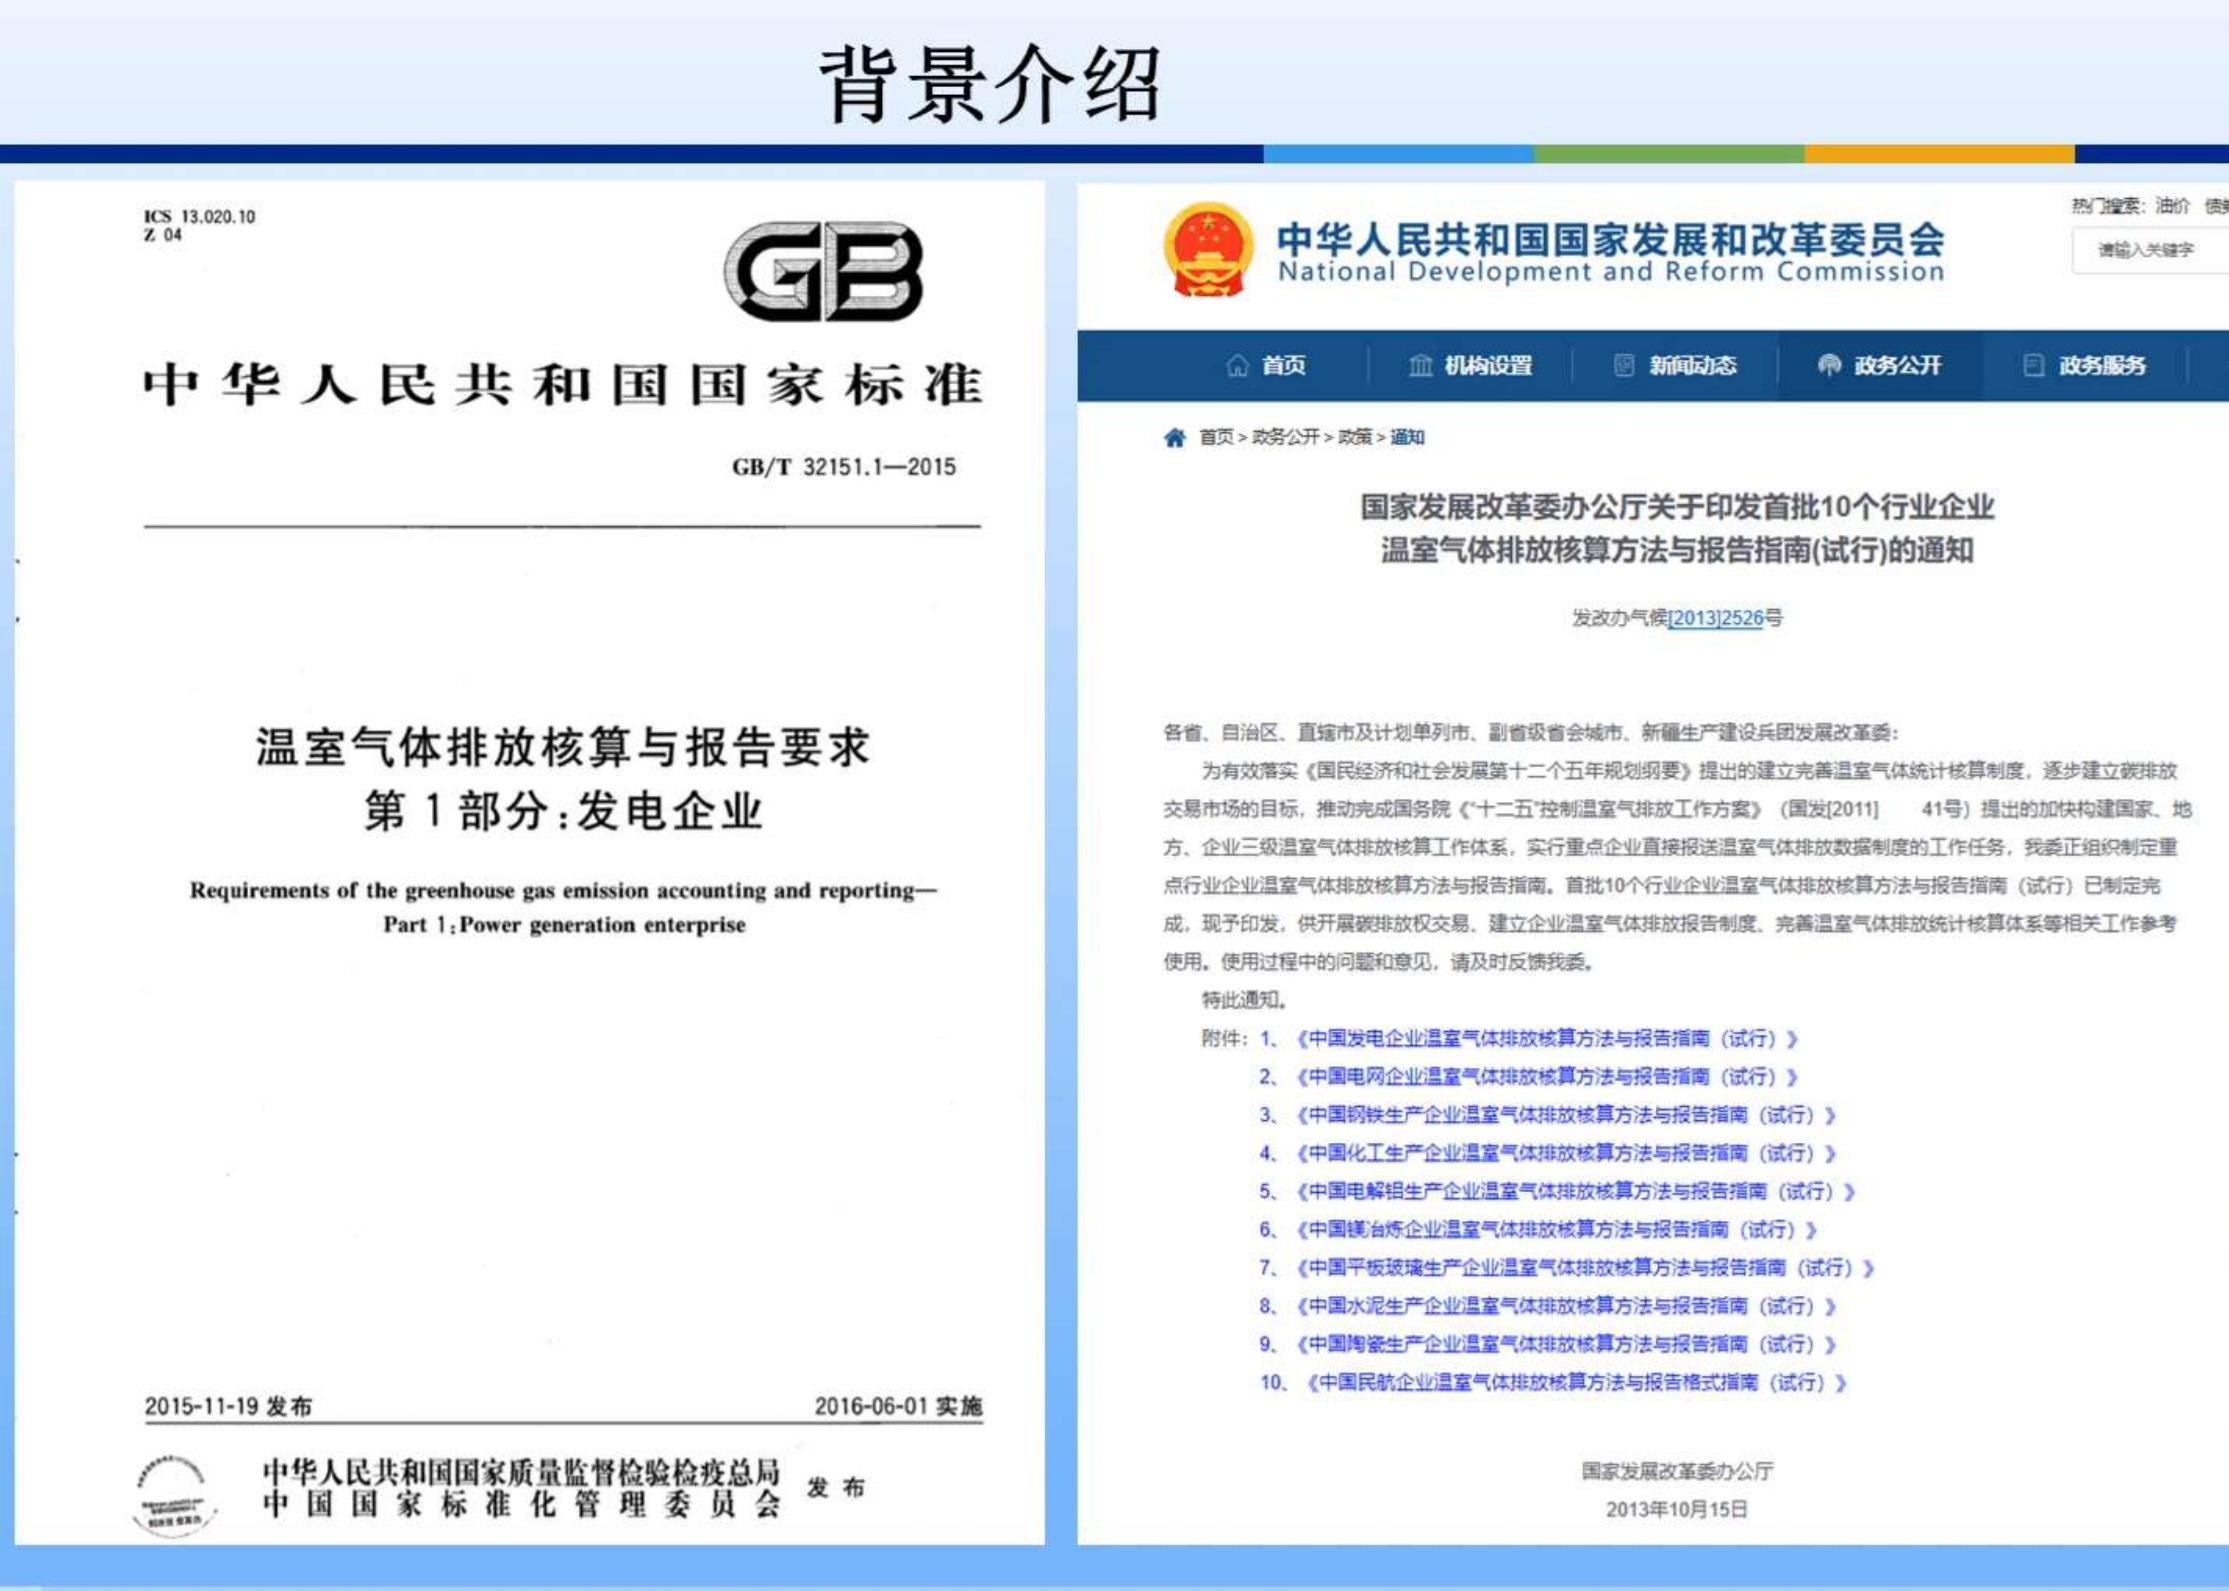 背景介绍
ICS 13.020.10
Z 04
GB
中华人民共和国国家标准
GB/T 32151.1—2015
温室气体排放核算与报告要求
第1部分:发电企业
Requirements of the greenhouse gas emission accounting and reporting—
Part 1:Power generation enterprise
2015-11-19 发布
2016-06-01 实施
中华人民共和国国家质量监督检验检疫总局
中国国家标准化管理委员会
发布
中华人民共和国国家发展和改革委员会
National Development and Reform Commission
热门搜索：油价
请输入关键字
首页
机构设置
新闻动态
政务公开
政务服务
首页 > 政务公开 > 政策 > 通知
国家发展改革委办公厅关于印发首批10个行业企业
温室气体排放核算方法与报告指南(试行)的通知
发改办气候[2013]2526号
各省、自治区、直辖市及计划单列市、副省级省会城市、新疆生产建设兵团发展改革委：
为有效落实《国民经济和社会发展第十二个五年规划纲要》提出的建立完善温室气体统计核算制度，逐步建立碳排放
交易市场的目标，推动完成国务院《“十二五”控制温室气排放工作方案》（国发[2011] 41号）提出的加快构建国家、地
方、企业三级温室气体排放核算工作体系，实行重点企业直接报送温室气体排放数据制度的工作任务，我委正组织制定重
点行业企业温室气体排放核算方法与报告指南。首批10个行业企业温室气体排放核算方法与报告指南（试行）已制定完
成，现予印发，供开展碳排放权交易、建立企业温室气体排放报告制度、完善温室气体排放统计核算体系等相关工作参考
使用。使用过程中的问题和意见，请及时反馈我委。
特此通知。
附件：1、《中国发电企业温室气体排放核算方法与报告指南（试行）》
2、《中国电网企业温室气体排放核算方法与报告指南（试行）》
3、《中国钢铁生产企业温室气体排放核算方法与报告指南（试行）》
4、《中国化工生产企业温室气体排放核算方法与报告指南（试行）》
5、《中国电解铝生产企业温室气体排放核算方法与报告指南（试行）》
6、《中国镁冶炼企业温室气体排放核算方法与报告指南（试行）》
7、《中国平板玻璃生产企业温室气体排放核算方法与报告指南（试行）》
8、《中国水泥生产企业温室气体排放核算方法与报告指南（试行）》
9、《中国陶瓷生产企业温室气体排放核算方法与报告指南（试行）》
10、《中国民航企业温室气体排放核算方法与报告格式指南（试行）》
国家发展改革委办公厅
2013年10月15日